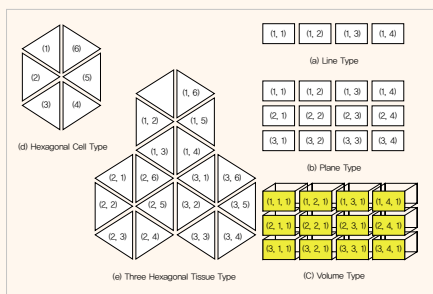 (1) (6)
(2) (5)
(3) (4)
(d) Hexagonal Cell Type
(1, 6)
(1, 2) (1, 5)
(1, 3) (1, 4)
(2, 1) (2, 6) (3, 1) (3, 6)
(2, 2) (2, 5) (3, 2) (3, 5)
(2, 3) (2, 4) (3, 3) (3, 4)
(e) Three Hexagonal Tissue Type
(1, 1) (1, 2) (1, 3) (1, 4)
(a) Line Type
(1, 1) (1, 2) (1, 3) (1, 4)
(2, 1) (2, 2) (2, 3) (2, 4)
(3, 1) (3, 2) (3, 3) (3, 4)
(b) Plane Type
(1, 1, 1) (1, 2, 1) (1, 3, 1) (1, 4, 1)
(2, 1, 1) (2, 2, 1) (2, 3, 1) (2, 4, 1)
(3, 1, 1) (3, 2, 1) (3, 3, 1) (3, 4, 1)
(C) Volume Type